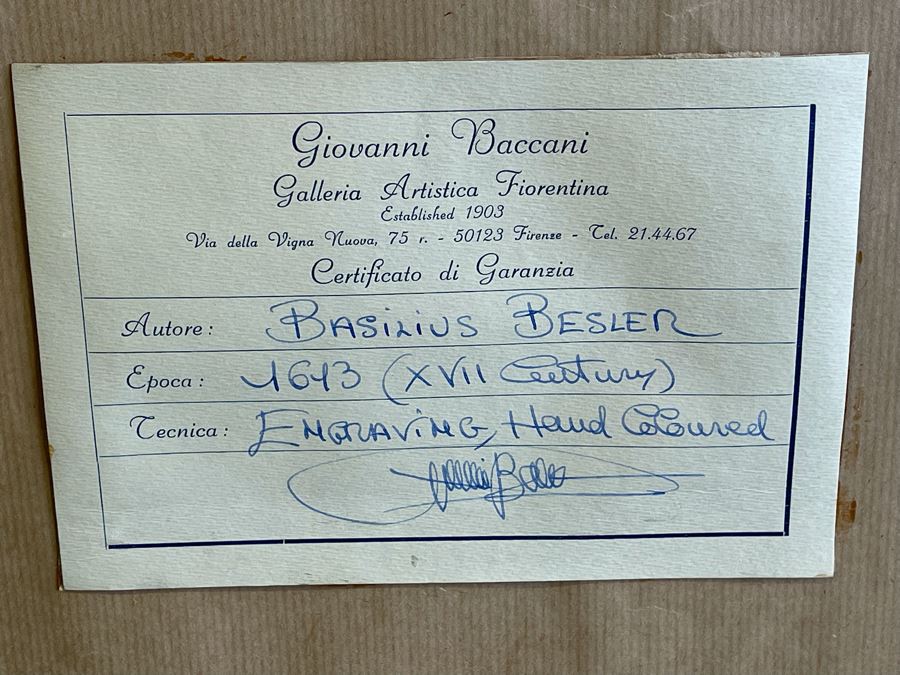 Giovanni Baccani
Galleria Artistica Fiorentina
Established 1903
Via della Vigna Nuova, 75 r. - 50123 Firenze - Tel. 21.44.67
Certificato di Garanzia
Autore: BASILIUS BESLER
Epoca: 1613 (XVII Century)
Tecnica: ENGRAVING, Hand Coloured